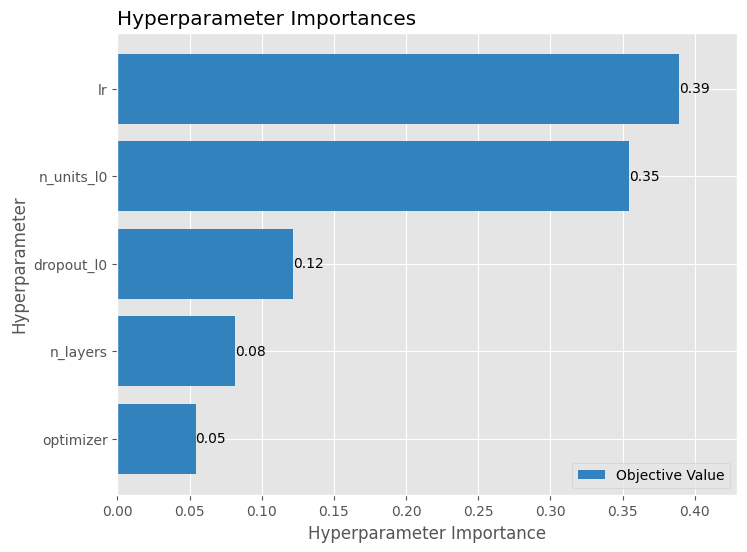 Hyperparameter Importances
lr
0.39
n_units_l0
0.35
dropout_l0
0.12
n_layers
0.08
optimizer
0.05
Hyperparameter
Objective Value
0.00 0.05 0.10 0.15 0.20 0.25 0.30 0.35 0.40
Hyperparameter Importance